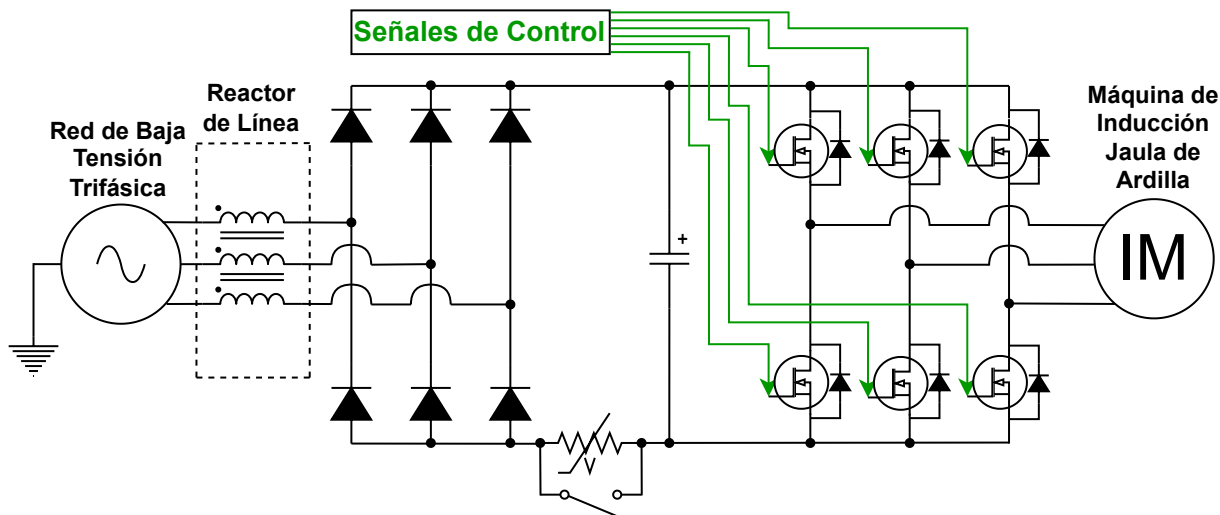 Señales de Control
Reactor
de Línea
Red de Baja
Tensión
Trifásica
Máquina de
Inducción
Jaula de
Ardilla
IM
+
V